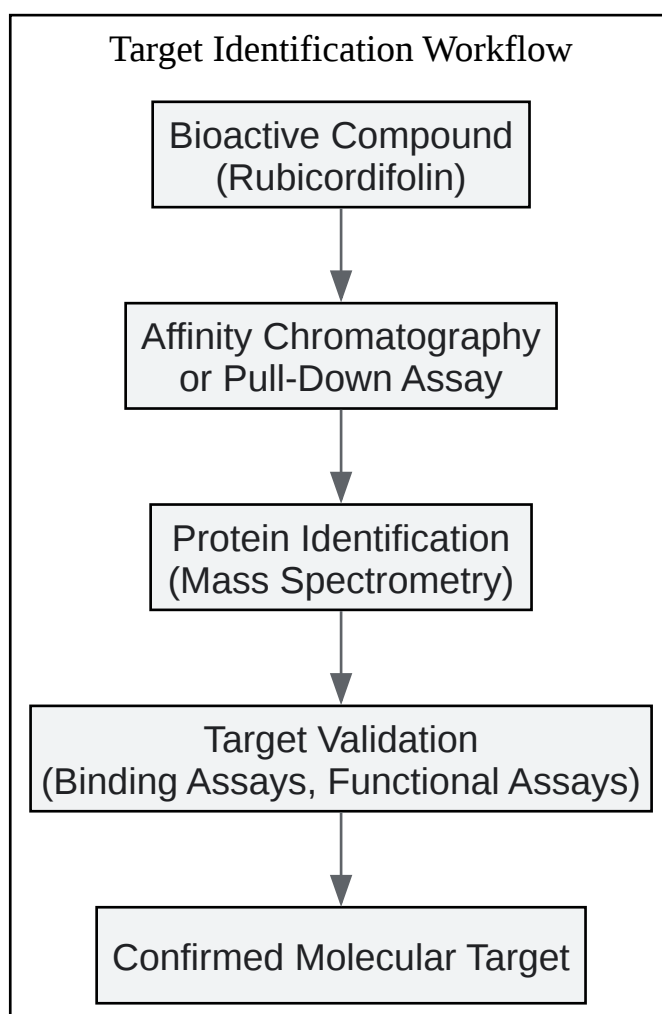 Target Identification Workflow
Bioactive Compound
(Rubicordifolin)
Affinity Chromatography
or Pull-Down Assay
Protein Identification
(Mass Spectrometry)
Target Validation
(Binding Assays, Functional Assays)
Confirmed Molecular Target